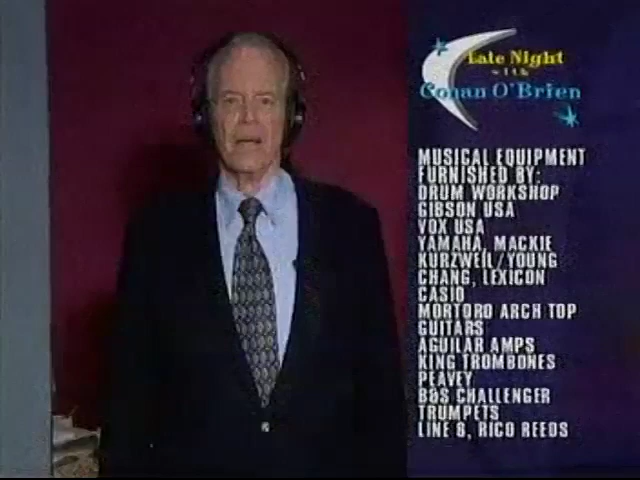 Late Night
with
Conan O'Brien
MUSICAL EQUIPMENT
FURNISHED BY:
DRUM WORKSHOP
GIBSON USA
VOX USA
YAMAHA, MACKIE
KURZWEIL/YOUNG
CHANG, LEXICON
CASIO
MORTORO ARCH TOP
GUITARS
AGUILAR AMPS
KING TROMBONES
PEAVEY
B&S CHALLENGER
TRUMPETS
LINE 6, RICO REEDS